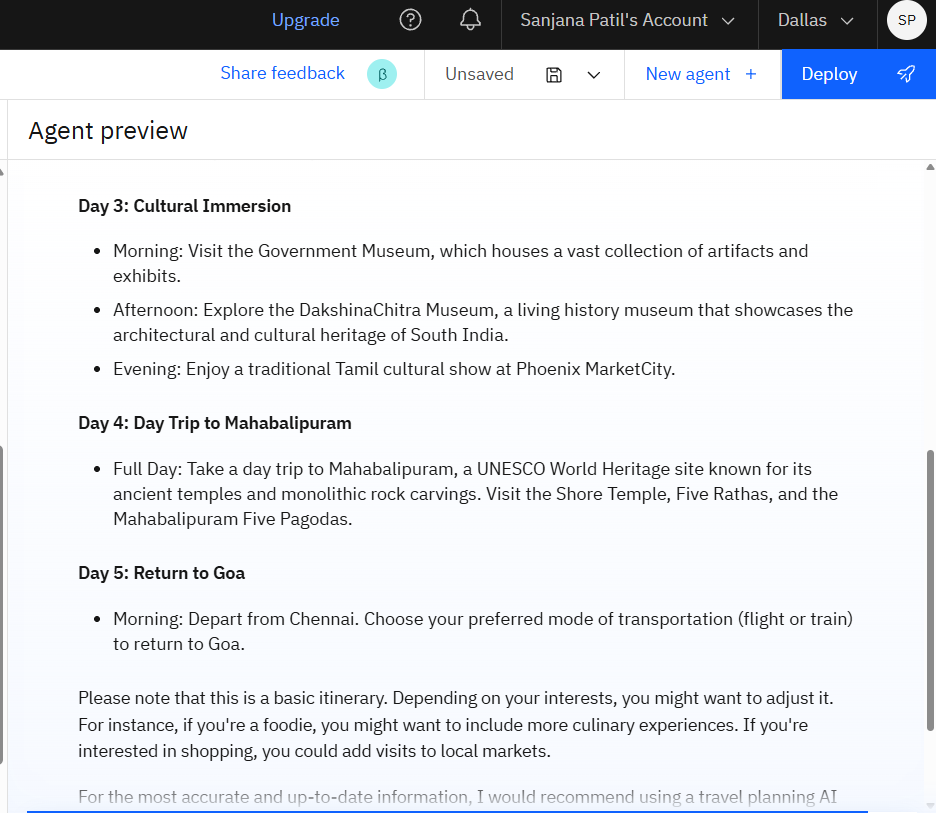 Upgrade
Sanjana Patil's Account
Dallas
SP
Share feedback
β
Unsaved
New agent +
Deploy
Agent preview
Day 3: Cultural Immersion
• Morning: Visit the Government Museum, which houses a vast collection of artifacts and
exhibits.
• Afternoon: Explore the DakshinaChitra Museum, a living history museum that showcases the
architectural and cultural heritage of South India.
• Evening: Enjoy a traditional Tamil cultural show at Phoenix MarketCity.
Day 4: Day Trip to Mahabalipuram
• Full Day: Take a day trip to Mahabalipuram, a UNESCO World Heritage site known for its
ancient temples and monolithic rock carvings. Visit the Shore Temple, Five Rathas, and the
Mahabalipuram Five Pagodas.
Day 5: Return to Goa
• Morning: Depart from Chennai. Choose your preferred mode of transportation (flight or train)
to return to Goa.
Please note that this is a basic itinerary. Depending on your interests, you might want to adjust it.
For instance, if you're a foodie, you might want to include more culinary experiences. If you're
interested in shopping, you could add visits to local markets.
For the most accurate and up-to-date information, I would recommend using a travel planning AI